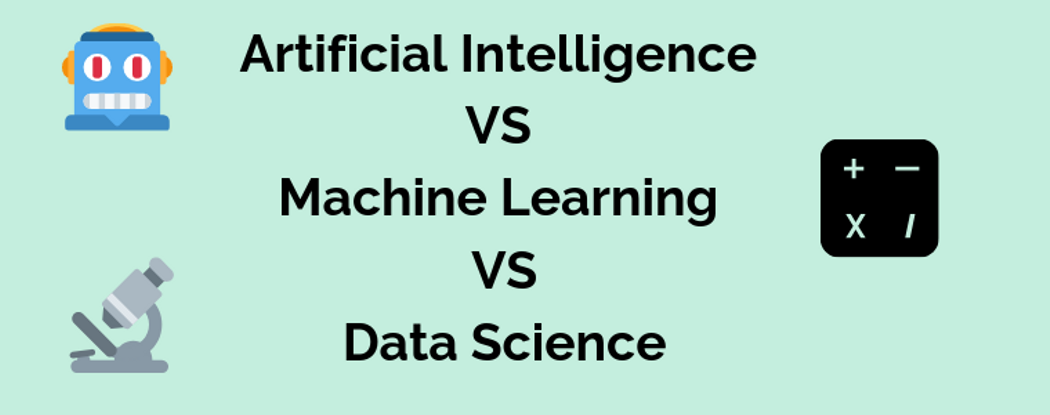 Artificial Intelligence
VS
Machine Learning
+ −
X /
VS
Data Science